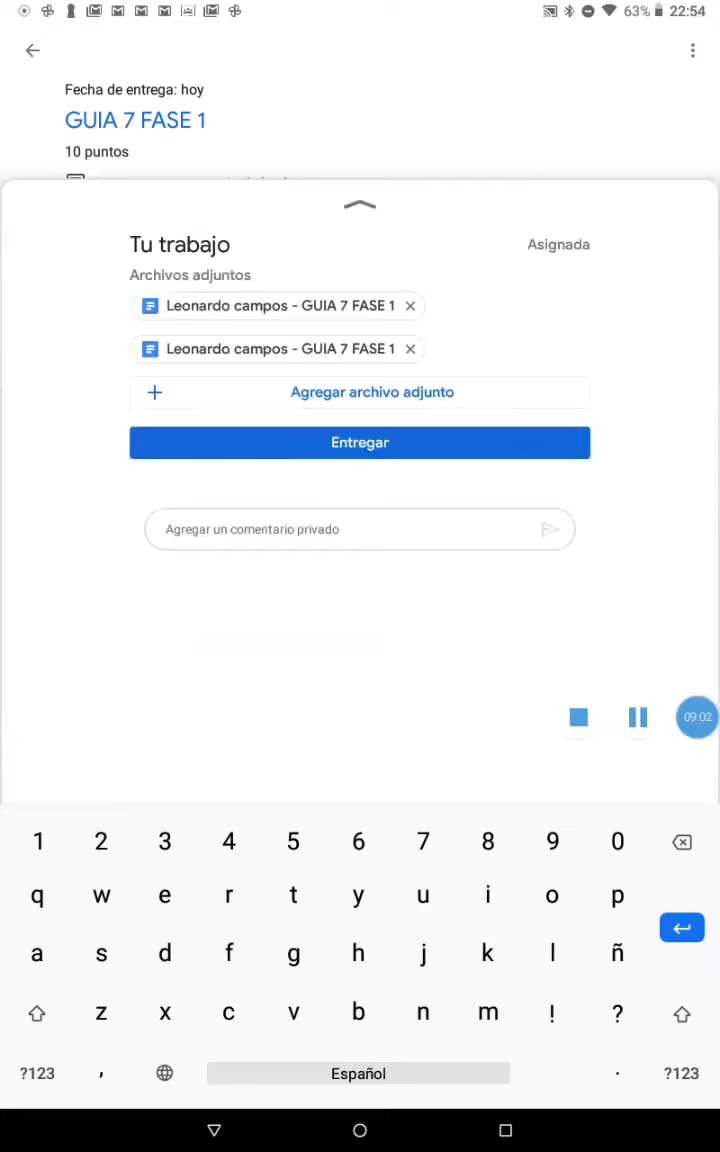 63% 22:54
Fecha de entrega: hoy
GUIA 7 FASE 1
10 puntos
Tu trabajo
Asignada
Archivos adjuntos
Leonardo campos - GUIA 7 FASE 1
Leonardo campos - GUIA 7 FASE 1
Agregar archivo adjunto
Entregar
Agregar un comentario privado
09:02
1 2 3 4 5 6 7 8 9 0
q w e r t y u i o p
a s d f g h j k l ñ
z x c v b n m ! ?
?123 , Español . ?123